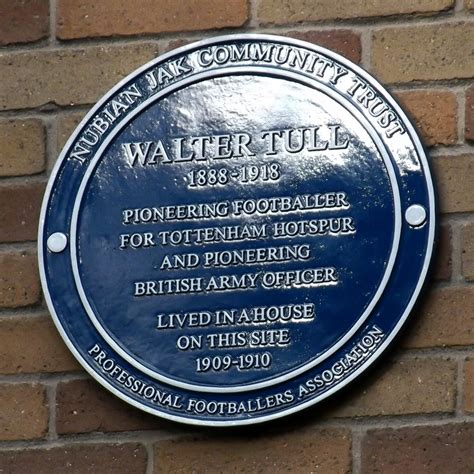 NUBIAN JAK COMMUNITY TRUST
WALTER TULL
1888-1918
PIONEERING FOOTBALLER
FOR TOTTENHAM HOTSPUR
AND PIONEERING
BRITISH ARMY OFFICER
LIVED IN A HOUSE
ON THIS SITE
1909-1910
PROFESSIONAL FOOTBALLERS ASSOCIATION